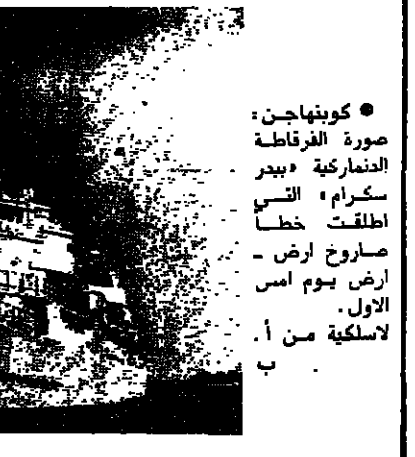 ● كوبنهاجن :
صورة الفرقاطة
الدنماركية «بيدر
سكرام» التي
اطلقت خطأ
صاروخ ارض -
ارض يوم امس
الاول .
لاسلكية من أ .
. ب